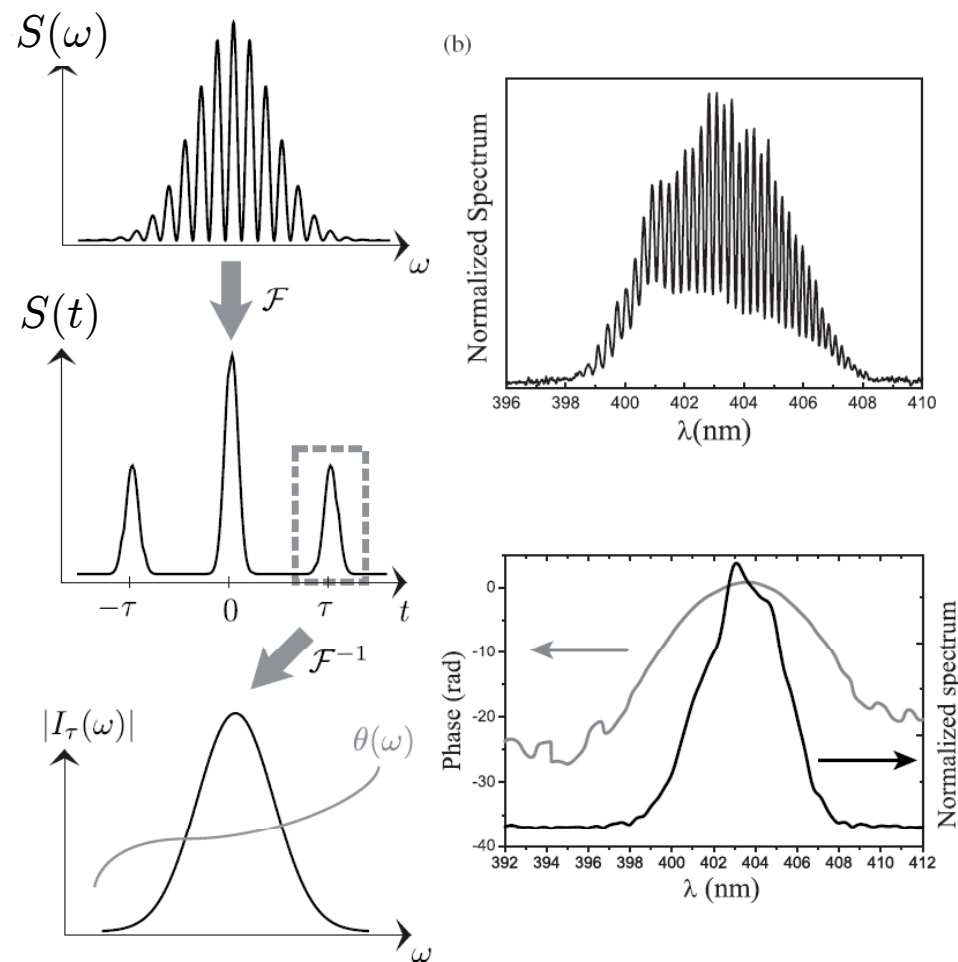 S(ω)
ω
F
S(t)
−τ
0
τ
t
F⁻¹
|I_τ(ω)|
θ(ω)
ω
(b)
Normalized Spectrum
396 398 400 402 404 406 408 410
λ(nm)
Phase (rad)
0
-10
-20
-30
-40
Normalized spectrum
392 394 396 398 400 402 404 406 408 410 412
λ (nm)